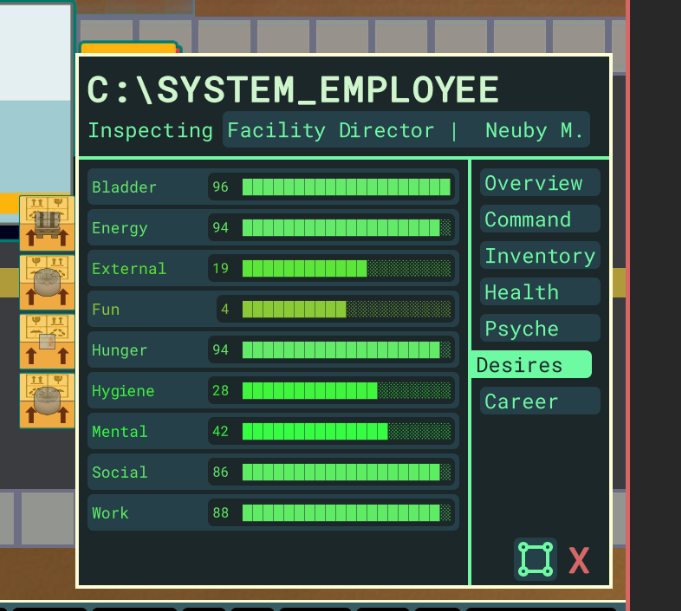 C:\SYSTEM_EMPLOYEE
Inspecting Facility Director | Neuby M.
Bladder 96
Energy 94
External 19
Fun 4
Hunger 94
Hygiene 28
Mental 42
Social 86
Work 88
Overview
Command
Inventory
Health
Psyche
Desires
Career
X